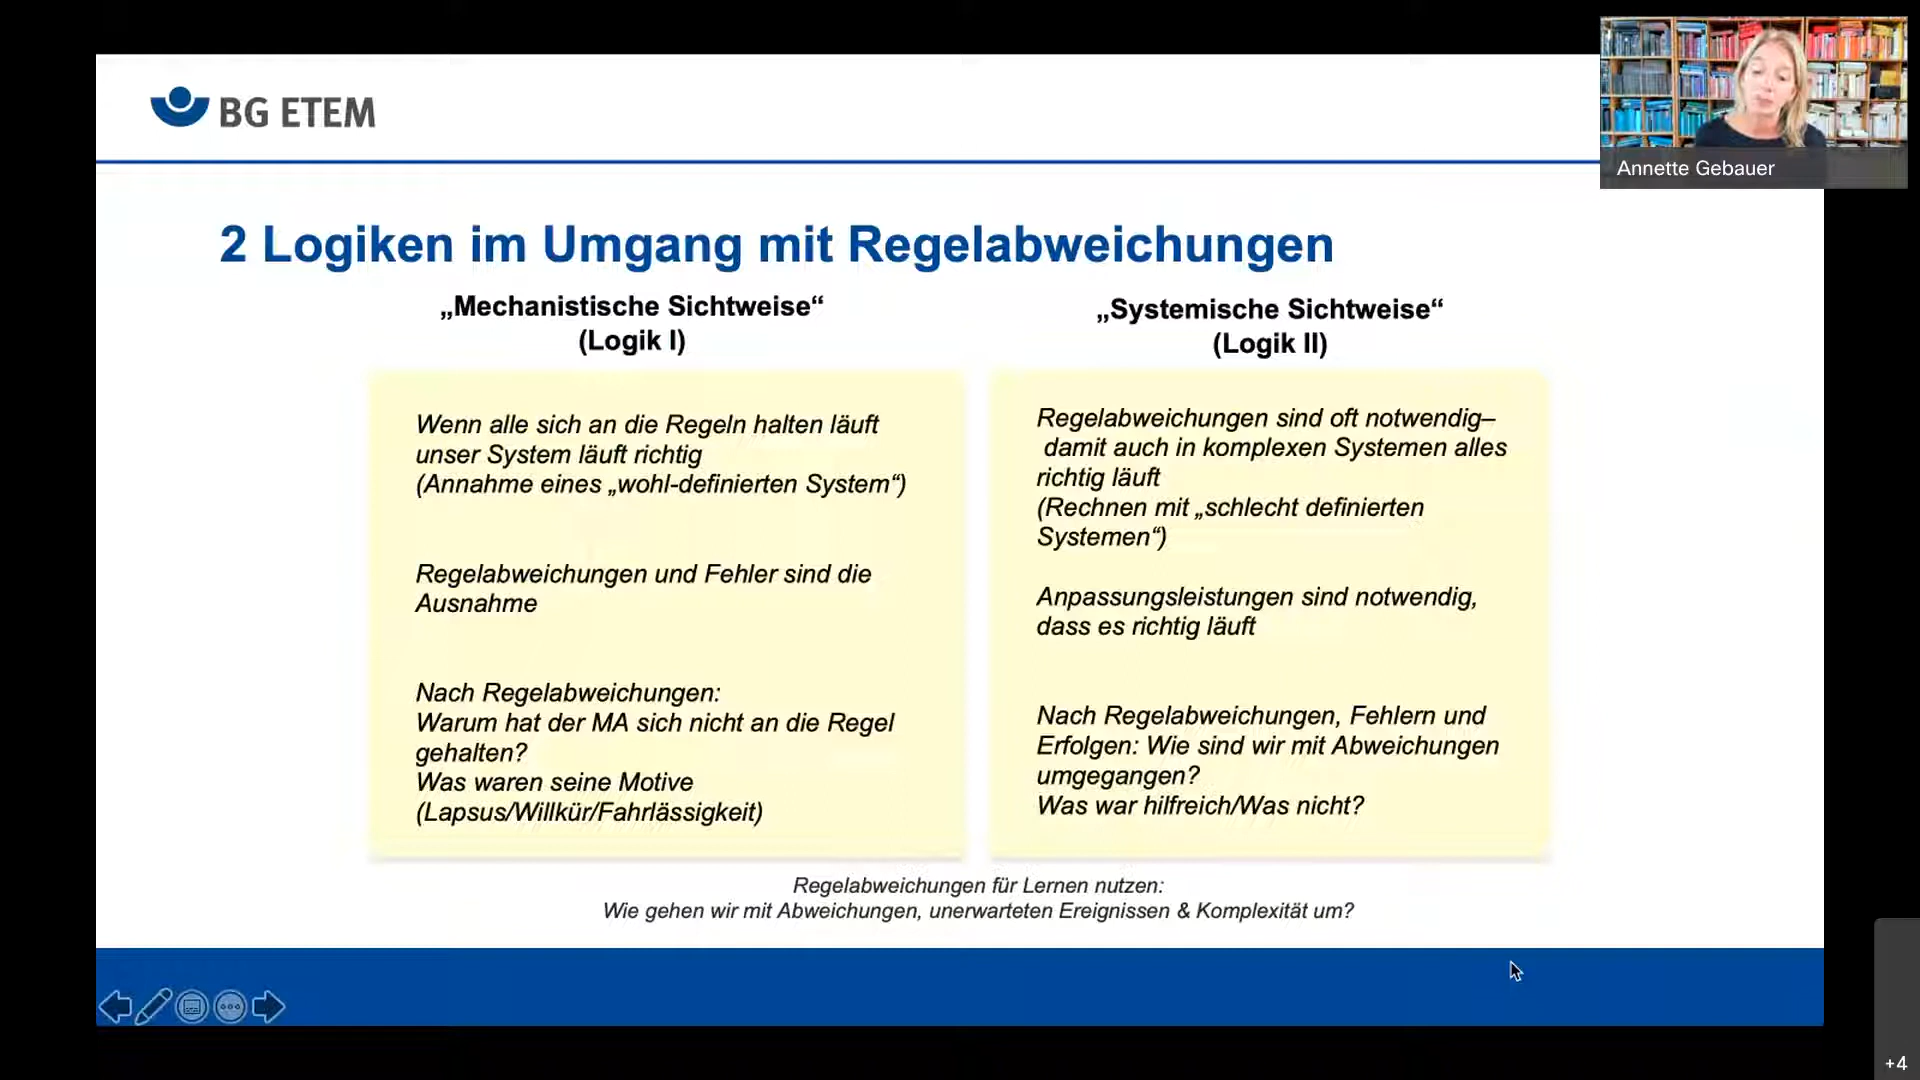 BG ETEM
Annette Gebauer
2 Logiken im Umgang mit Regelabweichungen
„Mechanistische Sichtweise“
(Logik I)
Wenn alle sich an die Regeln halten läuft
unser System läuft richtig
(Annahme eines „wohl-definierten System“)
Regelabweichungen und Fehler sind die
Ausnahme
Nach Regelabweichungen:
Warum hat der MA sich nicht an die Regel
gehalten?
Was waren seine Motive
(Lapsus/Willkür/Fahrlässigkeit)
„Systemische Sichtweise“
(Logik II)
Regelabweichungen sind oft notwendig–
damit auch in komplexen Systemen alles
richtig läuft
(Rechnen mit „schlecht definierten
Systemen“)
Anpassungsleistungen sind notwendig,
dass es richtig läuft
Nach Regelabweichungen, Fehlern und
Erfolgen: Wie sind wir mit Abweichungen
umgegangen?
Was war hilfreich/Was nicht?
Regelabweichungen für Lernen nutzen:
Wie gehen wir mit Abweichungen, unerwarteten Ereignissen & Komplexität um?
+4